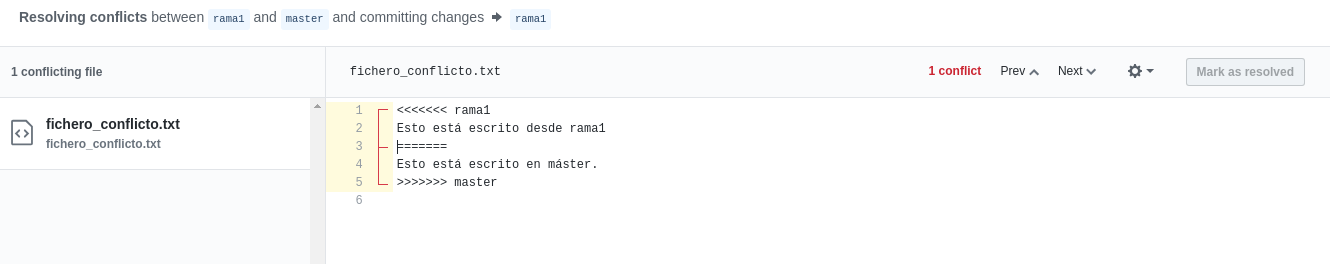 Resolving conflicts between rama1 and master and committing changes → rama1
1 conflicting file
fichero_conflicto.txt
1 conflict Prev Next Mark as resolved
fichero_conflicto.txt
fichero_conflicto.txt
1 <<<<<<< rama1
2 Esto está escrito desde rama1
3 =======
4 Esto está escrito en máster.
5 >>>>>>> master
6